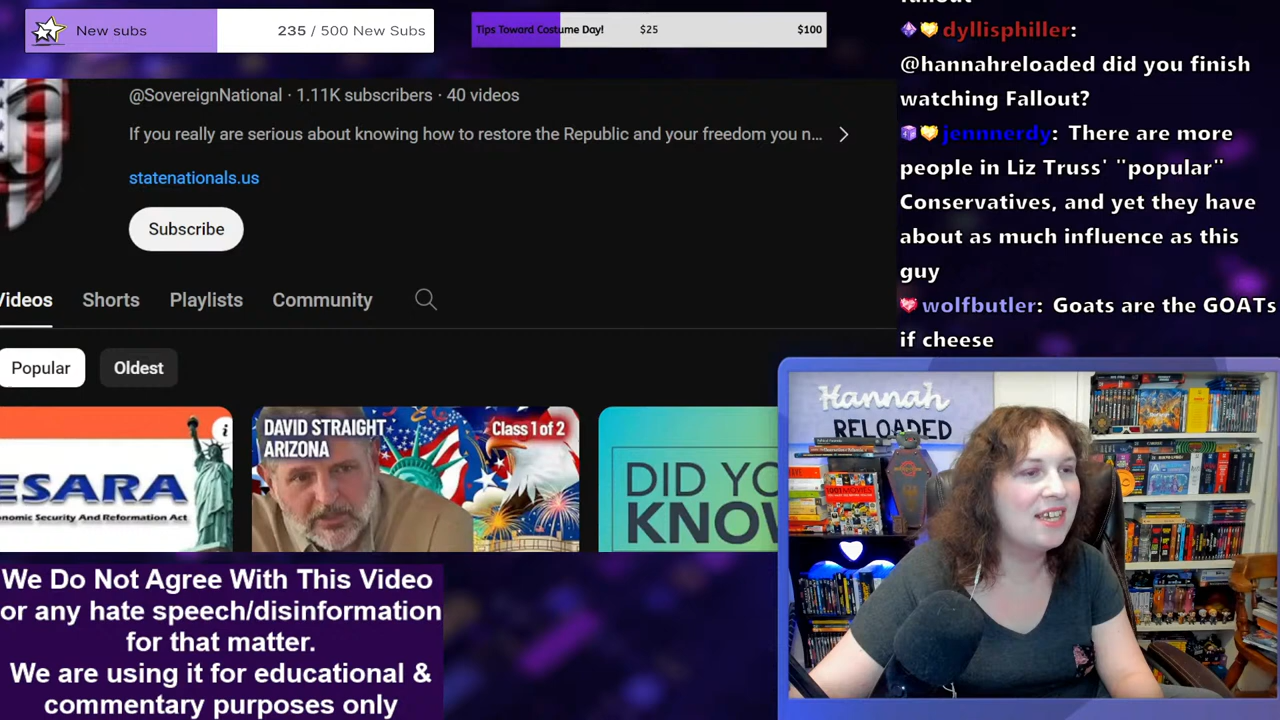 New subs
235 / 500 New Subs
Tips Toward Costume Day!
$25
$100
@SovereignNational · 1.11K subscribers · 40 videos
If you really are serious about knowing how to restore the Republic and your freedom you n...
statenationals.us
Subscribe
Videos
Shorts
Playlists
Community
Popular
Oldest
ESARA
onomic Security And Reformation Act
i
DAVID STRAIGHT
ARIZONA
Class 1 of 2
DID YO
KNOW
We Do Not Agree With This Video
or any hate speech/disinformation
for that matter.
We are using it for educational &
commentary purposes only
dyllisphiller:
@hannahreloaded did you finish
watching Fallout?
jennnerdy: There are more
people in Liz Truss' "popular"
Conservatives, and yet they have
about as much influence as this
guy
wolfbutler: Goats are the GOATs
if cheese
Hannah
RELOADED